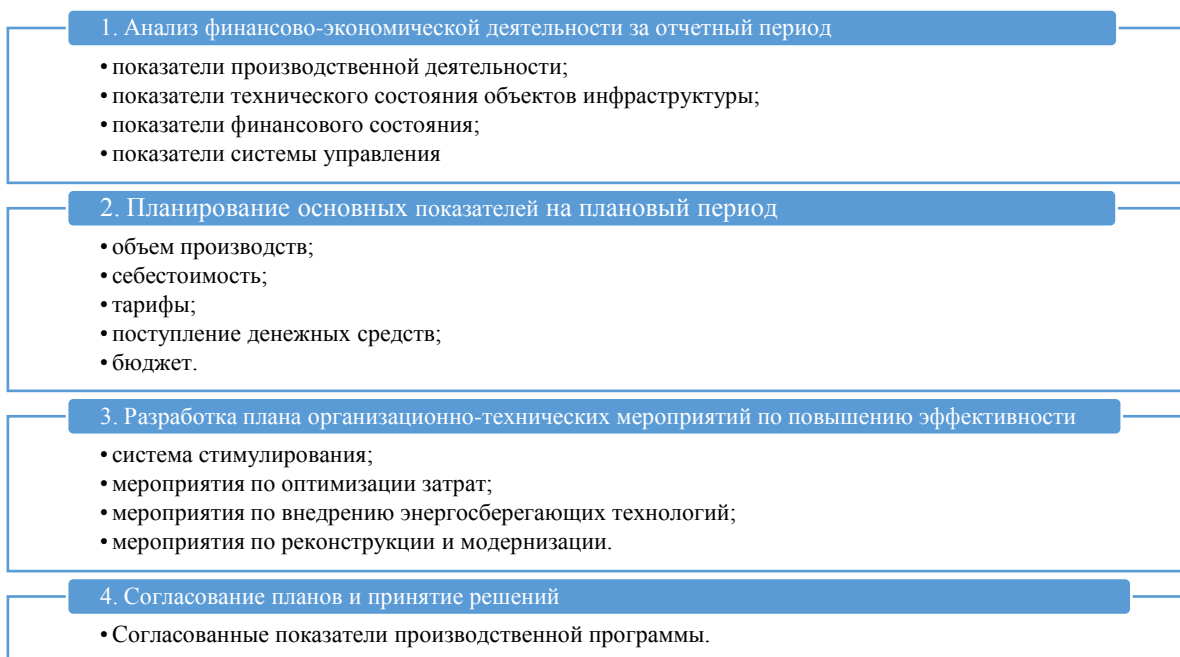 1. Анализ финансово-экономической деятельности за отчетный период
• показатели производственной деятельности;
• показатели технического состояния объектов инфраструктуры;
• показатели финансового состояния;
• показатели системы управления
2. Планирование основных показателей на плановый период
• объем производств;
• себестоимость;
• тарифы;
• поступление денежных средств;
• бюджет.
3. Разработка плана организационно-технических мероприятий по повышению эффективности
• система стимулирования;
• мероприятия по оптимизации затрат;
• мероприятия по внедрению энергосберегающих технологий;
• мероприятия по реконструкции и модернизации.
4. Согласование планов и принятие решений
• Согласованные показатели производственной программы.